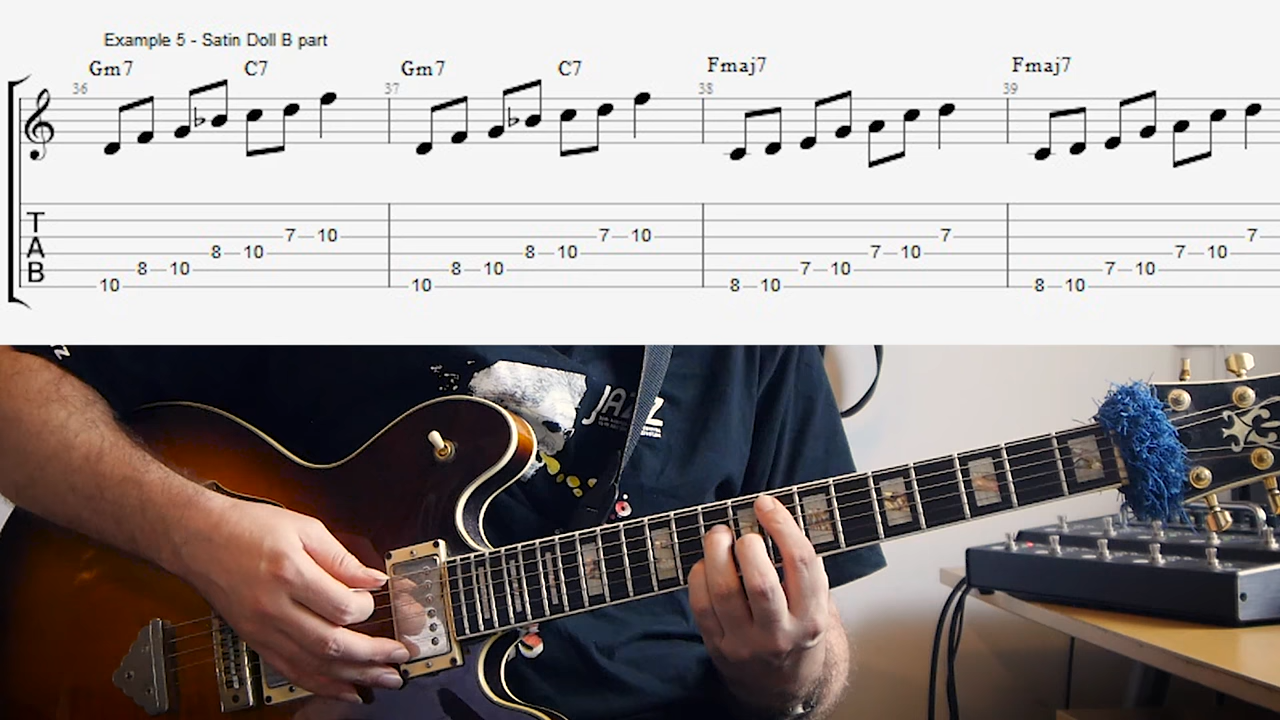 Example 5 - Satin Doll B part
Gm7 C7 Gm7 C7 Fmaj7 Fmaj7
36 37 38 39
T
A
B
7 10 7 10 7 7
8 10 8 10 7 10 7 10
8 10 8 10 7 10 7 10
10 10 8 10 8 10
JAZZ